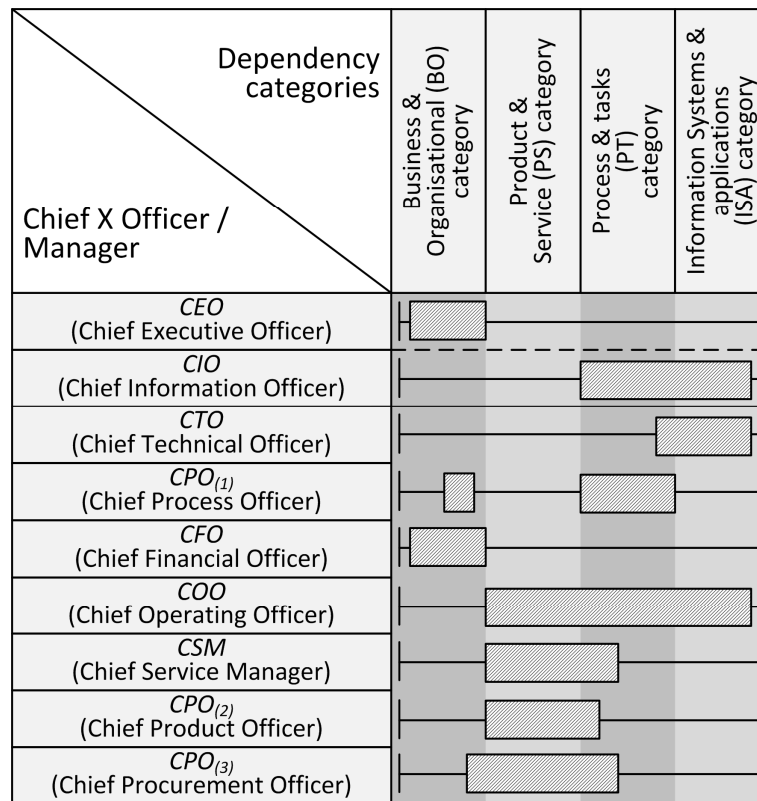 Dependency
categories
Chief X Officer /
Manager
Business &
Organisational (BO)
category
Product &
Service (PS) category
Process & tasks
(PT)
category
Information Systems &
applications
(ISA) category
CEO
(Chief Executive Officer)
CIO
(Chief Information Officer)
CTO
(Chief Technical Officer)
CPO(1)
(Chief Process Officer)
CFO
(Chief Financial Officer)
COO
(Chief Operating Officer)
CSM
(Chief Service Manager)
CPO(2)
(Chief Product Officer)
CPO(3)
(Chief Procurement Officer)